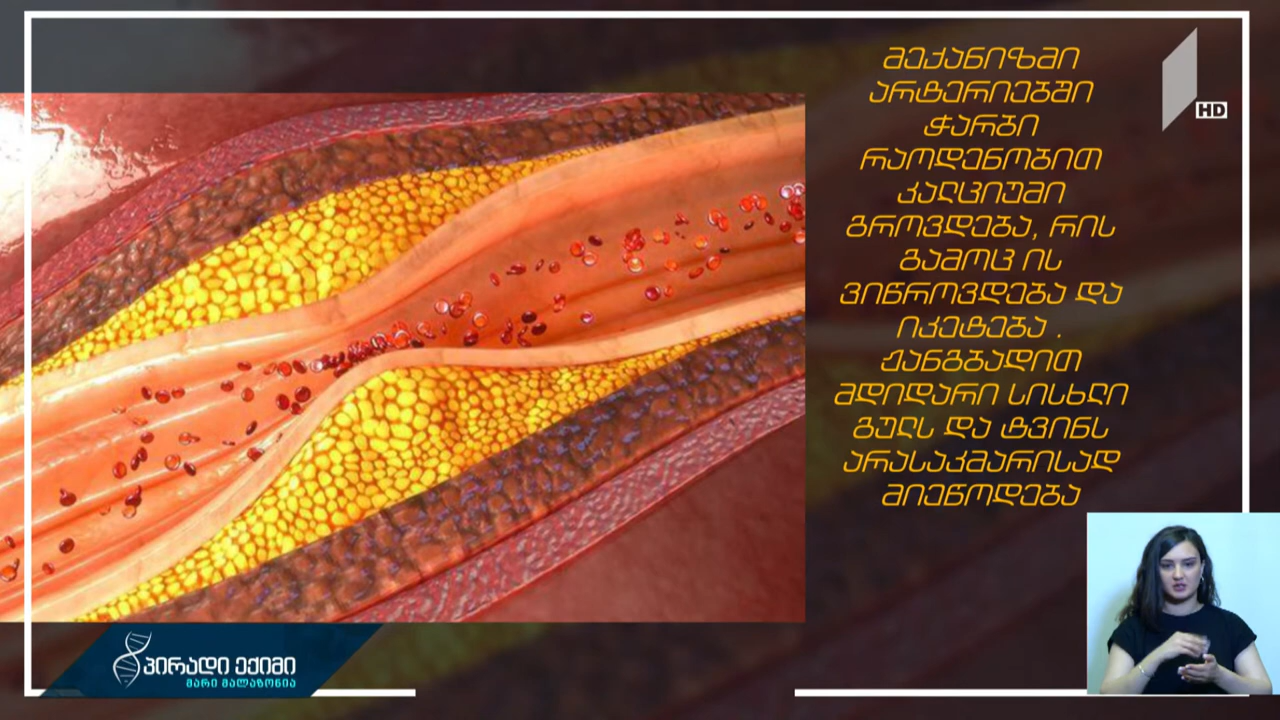 მექანიზმი
არტერიებში
ჭარბი
რაოდენობით
კალციუმი
გროვდება, რის
გამოც ის
ვიწროვდება და
იკეტება .
ჟანგბადით
მდიდარი სისხლი
გულს და ტვინს
არასაკმარისად
მიეწოდება
HD
პირადი ექიმი
მარი მალაზონია